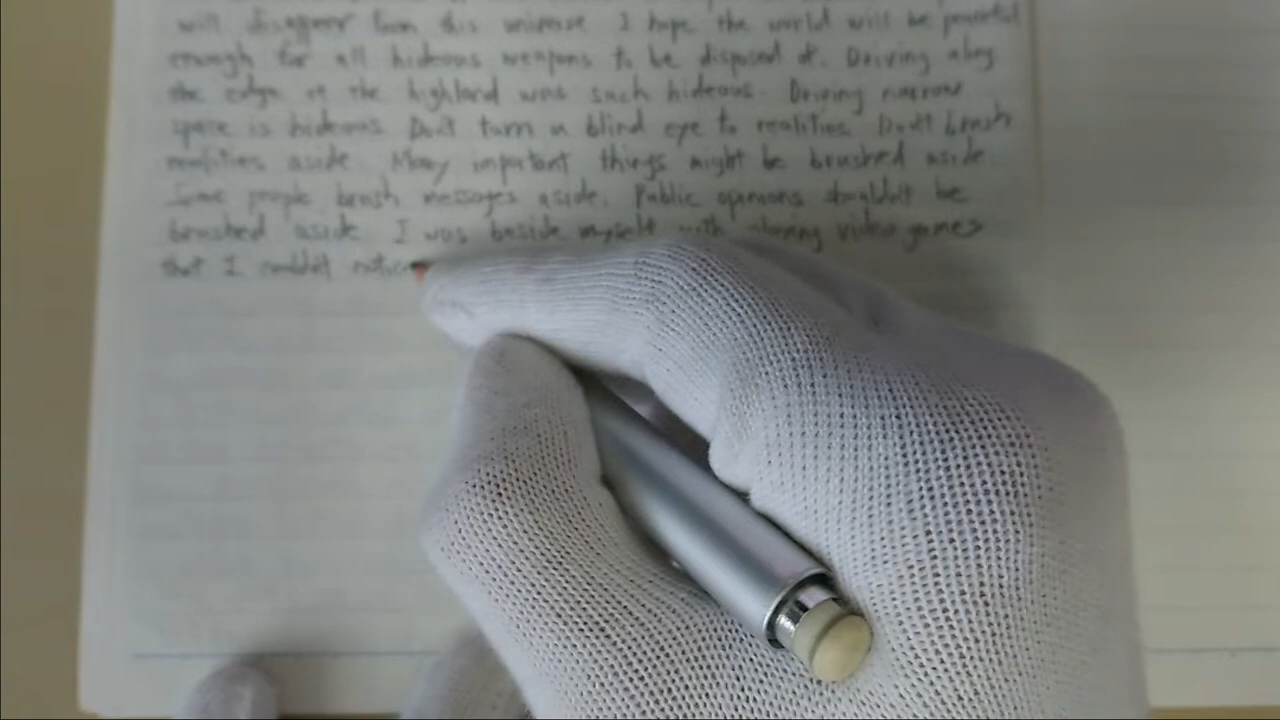 will disappear from this universe I hope the world will be peaceful
enough for all hideous weapons to be disposed of. Driving along
the edge of the highland was such hideous. Driving narrow
space is hideous Don't turn a blind eye to realities Don't brush
realities aside. Many important things might be brushed aside
Some people brush messages aside. Public opinions shouldn't be
brushed aside I was beside myself with playing video games
that I couldn't notice